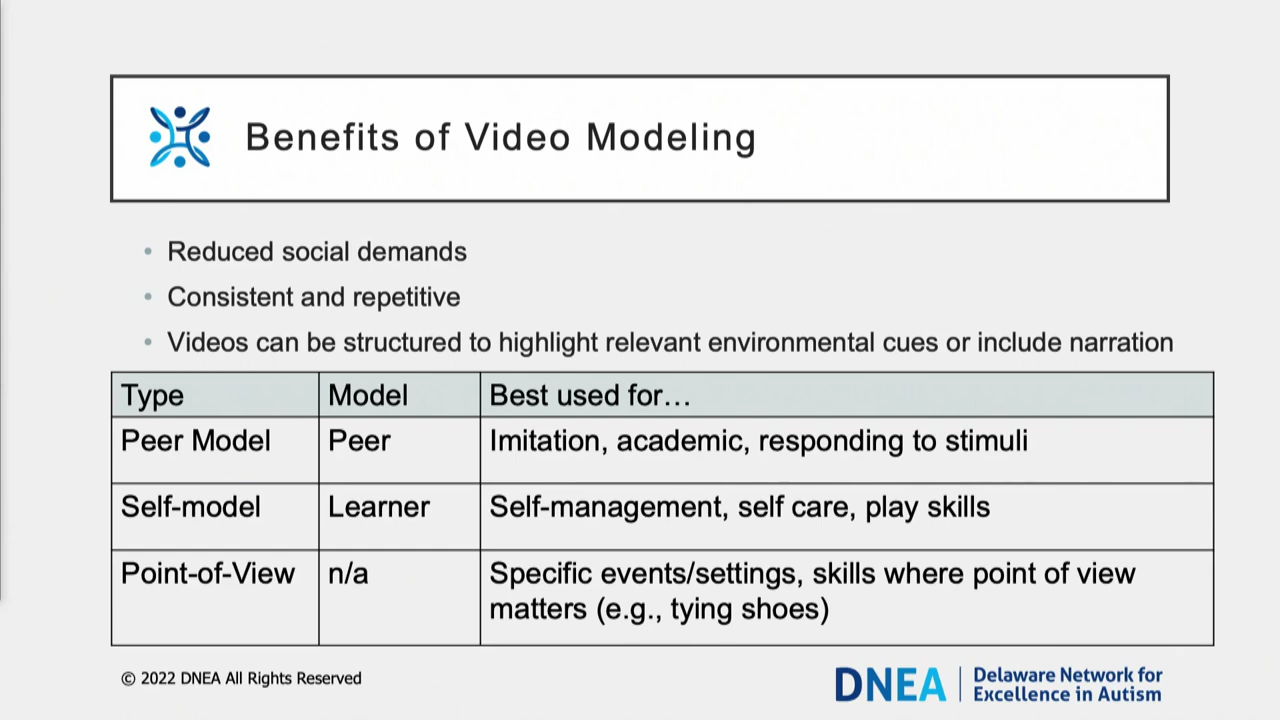 Benefits of Video Modeling
• Reduced social demands
• Consistent and repetitive
• Videos can be structured to highlight relevant environmental cues or include narration
Type Model Best used for…
Peer Model Peer Imitation, academic, responding to stimuli
Self-model Learner Self-management, self care, play skills
Point-of-View n/a Specific events/settings, skills where point of view
matters (e.g., tying shoes)
© 2022 DNEA All Rights Reserved
DNEA Delaware Network for
Excellence in Autism